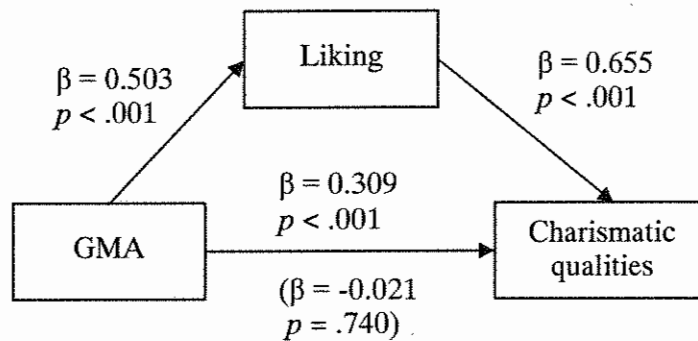 Liking
β = 0.503
p < .001
β = 0.655
p < .001
β = 0.309
p < .001
GMA
Charismatic
qualities
(β = -0.021
p = .740)